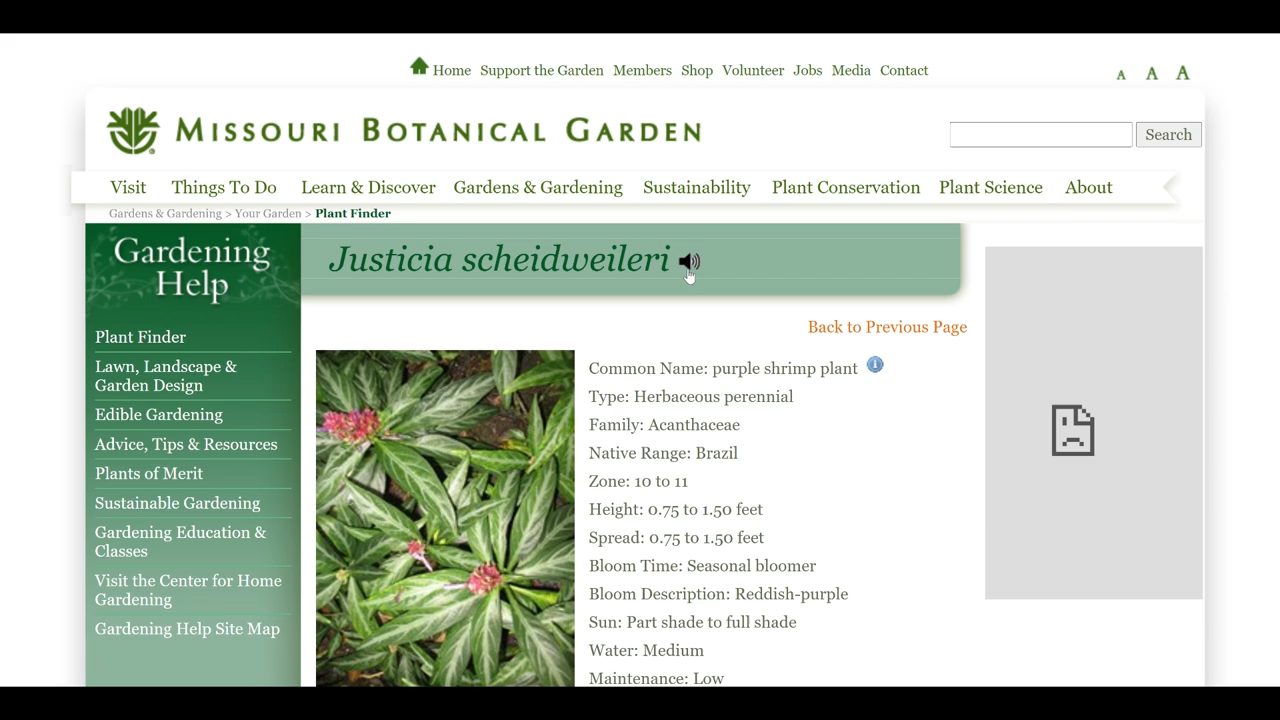 Home Support the Garden Members Shop Volunteer Jobs Media Contact
A A A
MISSOURI BOTANICAL GARDEN
Search
Visit Things To Do Learn & Discover Gardens & Gardening Sustainability Plant Conservation Plant Science About
Gardens & Gardening > Your Garden > Plant Finder
Gardening
Help
Justicia scheidweileri
Back to Previous Page
Plant Finder
Lawn, Landscape &
Garden Design
Edible Gardening
Advice, Tips & Resources
Plants of Merit
Sustainable Gardening
Gardening Education &
Classes
Visit the Center for Home
Gardening
Gardening Help Site Map
Common Name: purple shrimp plant
Type: Herbaceous perennial
Family: Acanthaceae
Native Range: Brazil
Zone: 10 to 11
Height: 0.75 to 1.50 feet
Spread: 0.75 to 1.50 feet
Bloom Time: Seasonal bloomer
Bloom Description: Reddish-purple
Sun: Part shade to full shade
Water: Medium
Maintenance: Low